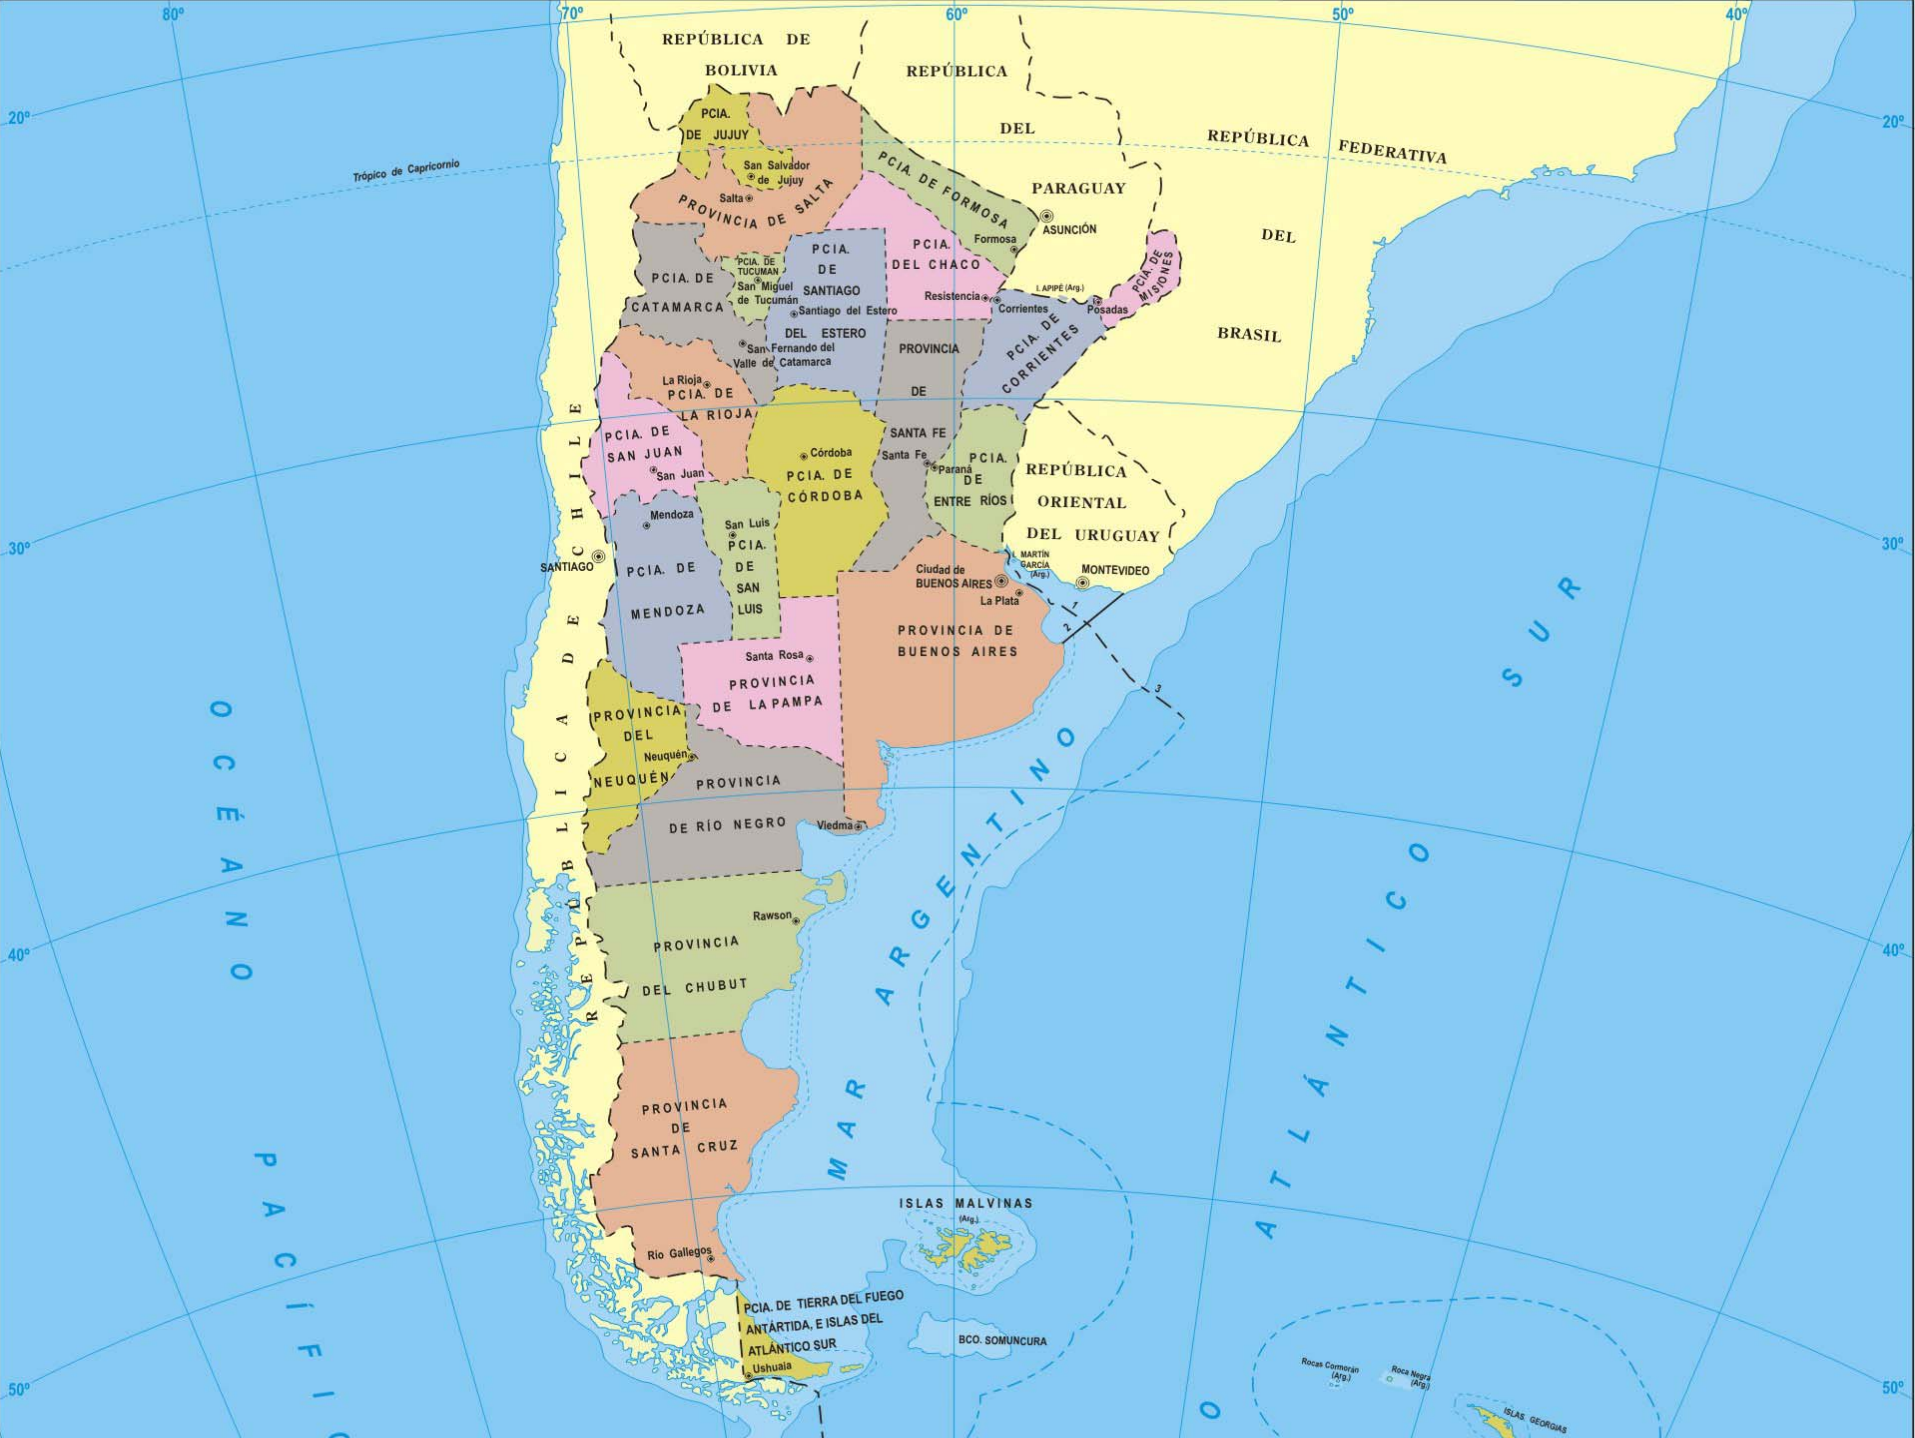 80º
70º
60º
50º
40º
REPÚBLICA DE
BOLIVIA
REPÚBLICA
DEL
PARAGUAY
ASUNCIÓN
REPÚBLICA FEDERATIVA
DEL
BRASIL
20º
20º
Trópico de Capricornio
PCIA.
DE JUJUY
San Salvador
de Jujuy
Salta
PROVINCIA DE SALTA
PCIA. DE FORMOSA
Formosa
PCIA.
DEL CHACO
Resistencia
I. APIPÉ (Arg.)
Corrientes
Posadas
PCIA. DE
MISIONES
PCIA. DE
CORRIENTES
PCIA. DE
CATAMARCA
PCIA. DE
TUCUMAN
San Miguel
de Tucumán
PCIA.
DE
SANTIAGO
Santiago del Estero
DEL ESTERO
San Fernando del
Valle de Catamarca
La Rioja
PCIA. DE
LA RIOJA
PROVINCIA
DE
SANTA FE
Santa Fe
Paraná
PCIA.
DE
ENTRE RÍOS
PCIA. DE
SAN JUAN
San Juan
Córdoba
PCIA. DE
CÓRDOBA
REPÚBLICA
ORIENTAL
DEL URUGUAY
MONTEVIDEO
I. MARTÍN
GARCÍA
(Arg.)
30º
30º
Mendoza
SANTIAGO
PCIA. DE
MENDOZA
San Luis
PCIA.
DE
SAN
LUIS
Ciudad de
BUENOS AIRES
La Plata
PROVINCIA DE
BUENOS AIRES
1
2
3
Santa Rosa
PROVINCIA
DE LA PAMPA
PROVINCIA
DEL
Neuquén
NEUQUÉN
PROVINCIA
DE RÍO NEGRO
Viedma
REPÚBLICA DE CHILE
40º
40º
Rawson
PROVINCIA
DEL CHUBUT
PROVINCIA
DE
SANTA CRUZ
Río Gallegos
MAR ARGENTINO
OCÉANO PACÍFIC
O ATLÁNTICO SUR
ISLAS MALVINAS
(Arg.)
PCIA. DE TIERRA DEL FUEGO
ANTÁRTIDA, E ISLAS DEL
ATLÁNTICO SUR
Ushuaia
BCO. SOMUNCURA
Rocas Cormorán
(Arg.)
Roca Negra
(Arg.)
ISLAS GEORGIAS
50º
50º